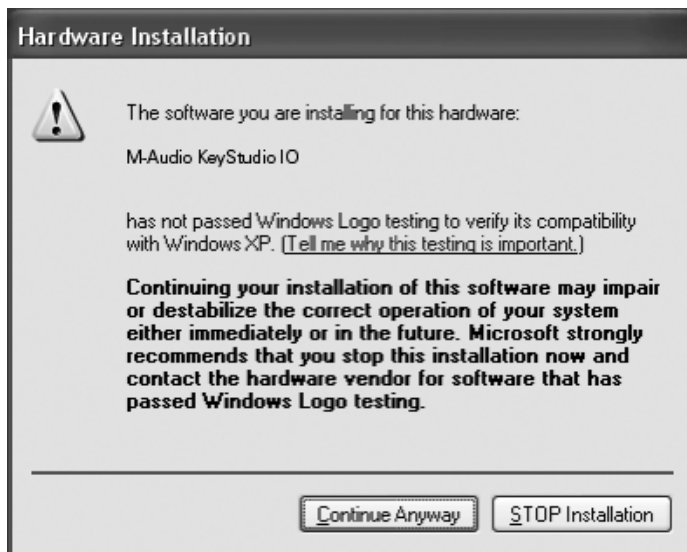 Hardware Installation
The software you are installing for this hardware:
M-Audio KeyStudio IO
has not passed Windows Logo testing to verify its compatibility
with Windows XP. (Tell me why this testing is important.)
Continuing your installation of this software may impair
or destabilize the correct operation of your system
either immediately or in the future. Microsoft strongly
recommends that you stop this installation now and
contact the hardware vendor for software that has
passed Windows Logo testing.
Continue Anyway STOP Installation